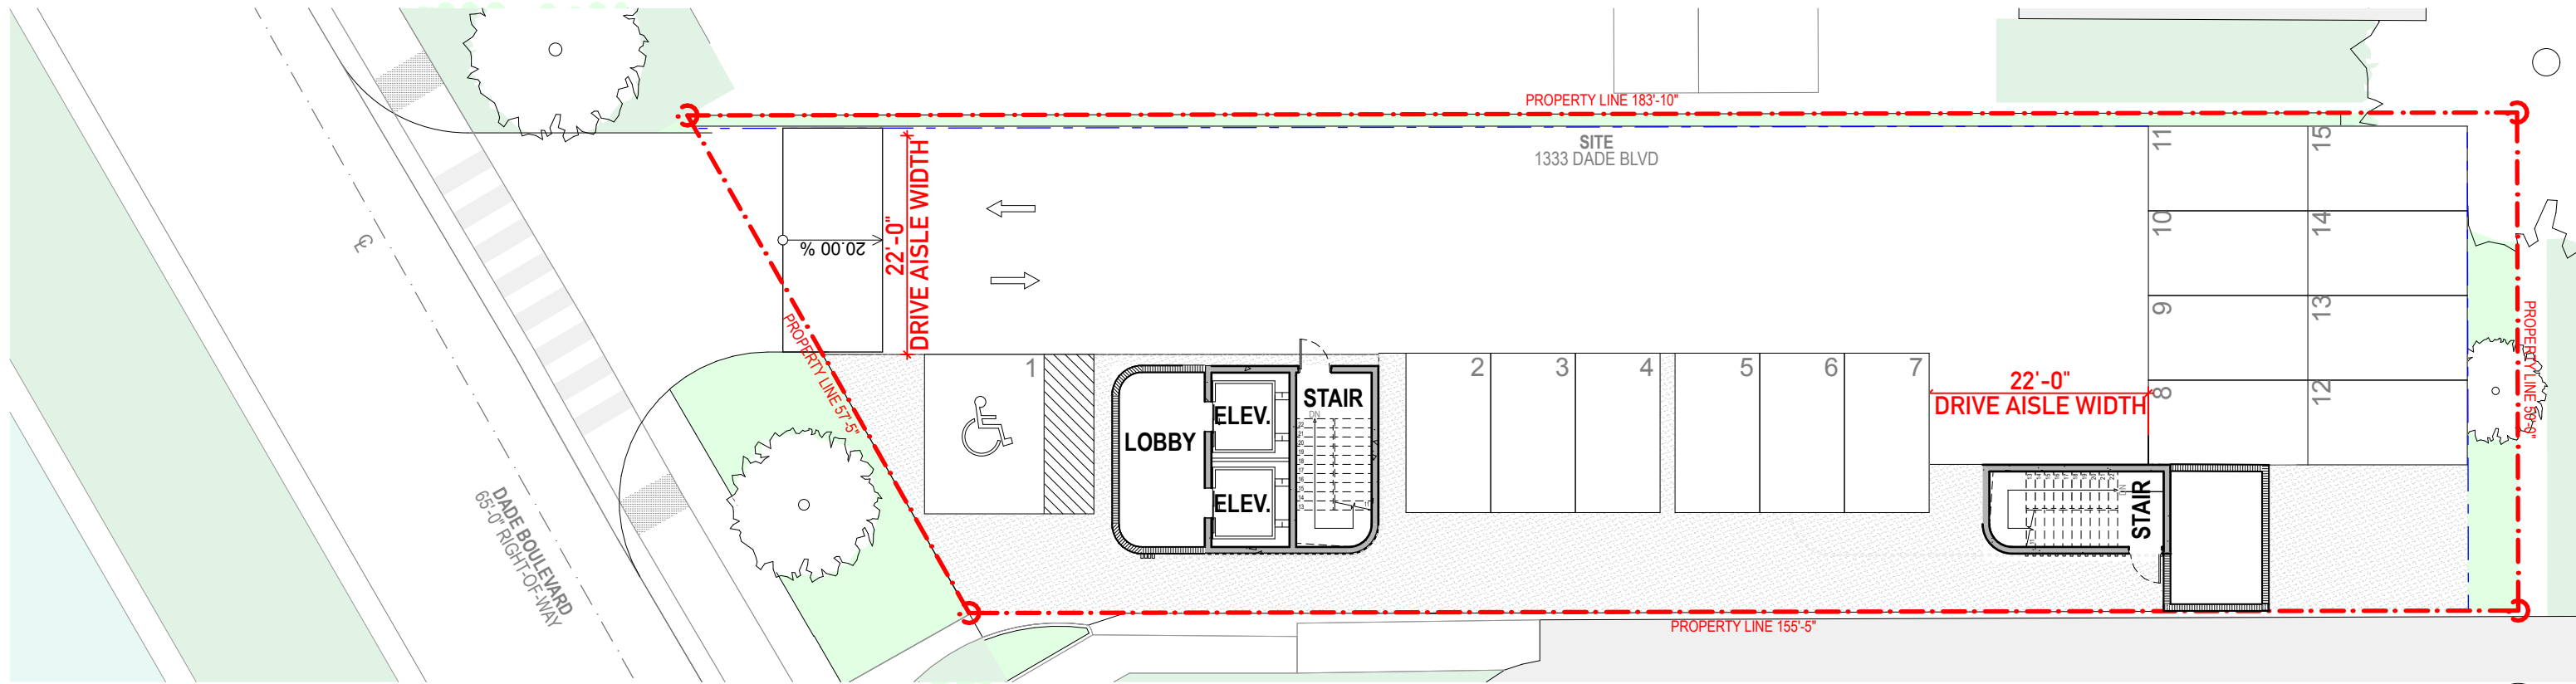 PROPERTY LINE 183'-10"
SITE
1333 DADE BLVD
11
15
10
14
9
13
8
12
20.00 %
22'-0"
DRIVE AISLE WIDTH
PROPERTY LINE 57'-5"
PROPERTY LINE 50'-0"
1
2
3
4
5
6
7
22'-0"
DRIVE AISLE WIDTH
LOBBY
ELEV.
ELEV.
STAIR
DN
STAIR
DN
DADE BOULEVARD
65'-0" RIGHT-OF-WAY
PROPERTY LINE 155'-5"